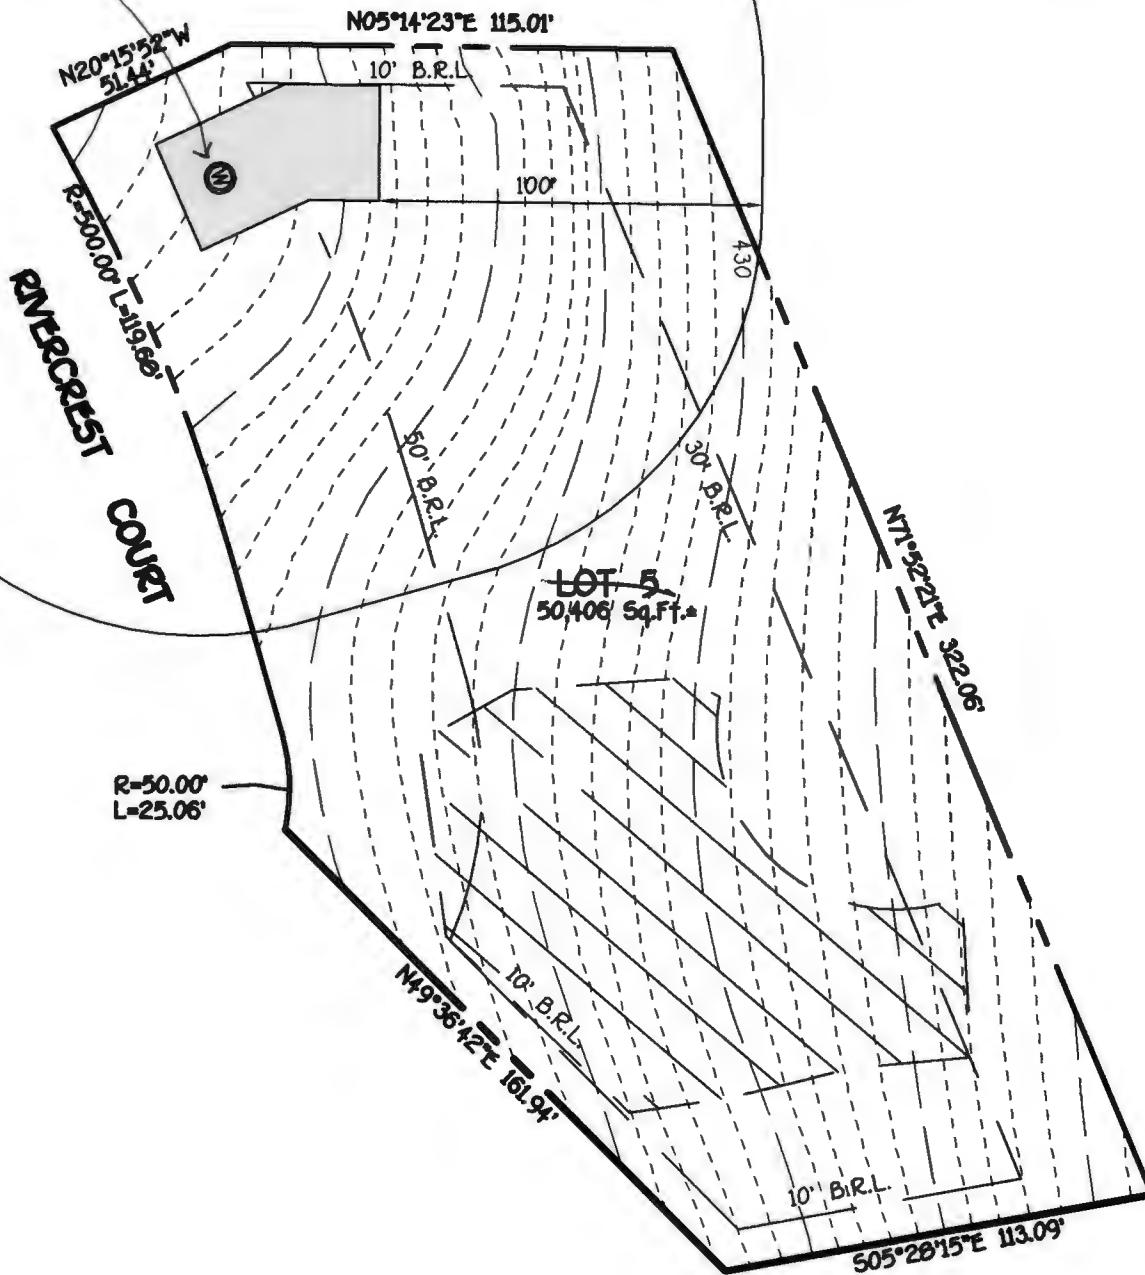 N05°14'23"E 115.01'
N20°15'52"W
51.44'
10' B.R.L.
W
100'
R=500.00' L=119.68'
430
RIVERCREST COURT
50' B.R.L.
30' B.R.L.
N71°52'21"E 322.06'
LOT 5
50,406 Sq.Ft.±
R=50.00'
L=25.06'
N49°36'42"E 161.94'
10' B.R.L.
10' B.R.L.
S05°28'15"E 113.09'